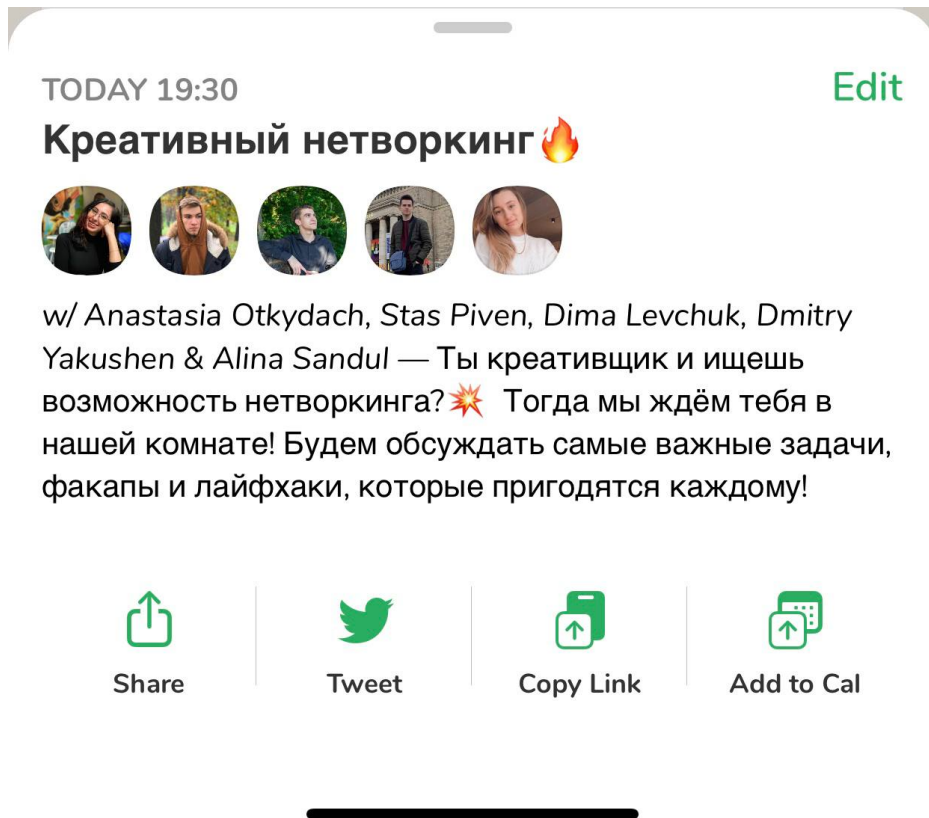 TODAY 19:30
Edit
Креативный нетворкинг🔥
w/ Anastasia Otkydach, Stas Piven, Dima Levchuk, Dmitry
Yakushen & Alina Sandul — Ты креативщик и ищешь
возможность нетворкинга?💥 Тогда мы ждём тебя в
нашей комнате! Будем обсуждать самые важные задачи,
факапы и лайфхаки, которые пригодятся каждому!
Share
Tweet
Copy Link
Add to Cal